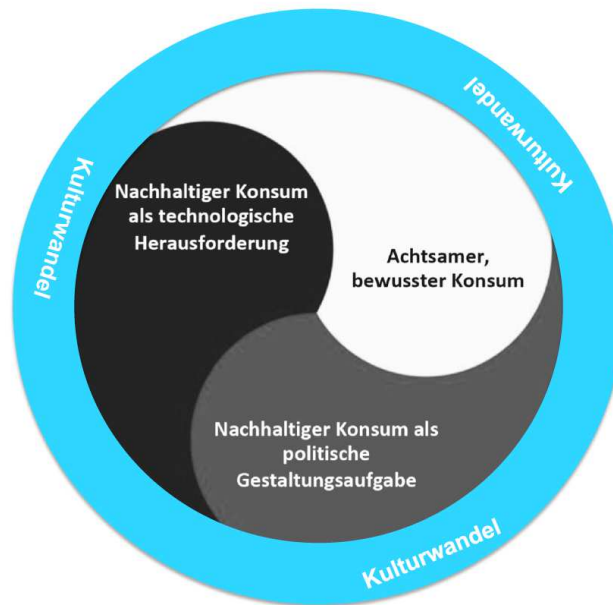 Kulturwandel
Kulturwandel
Nachhaltiger Konsum
als technologische
Herausforderung
Achtsamer,
bewusster Konsum
Nachhaltiger Konsum als
politische
Gestaltungsaufgabe
Kulturwandel